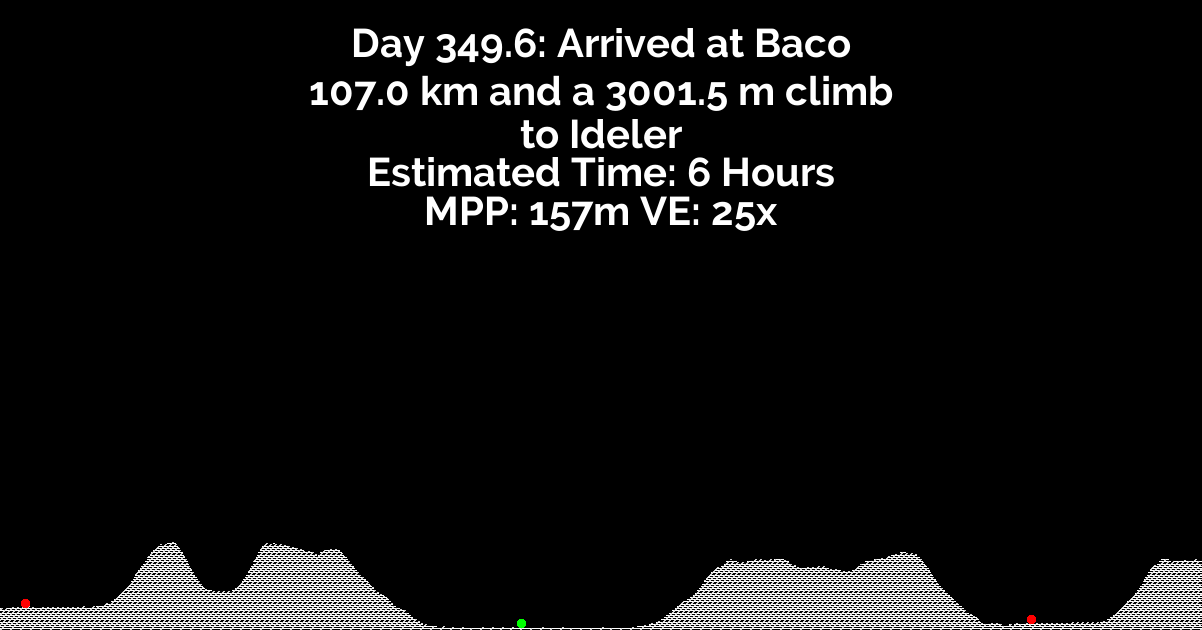 Day 349.6: Arrived at Baco
107.0 km and a 3001.5 m climb
to Ideler
Estimated Time: 6 Hours
MPP: 157m VE: 25x